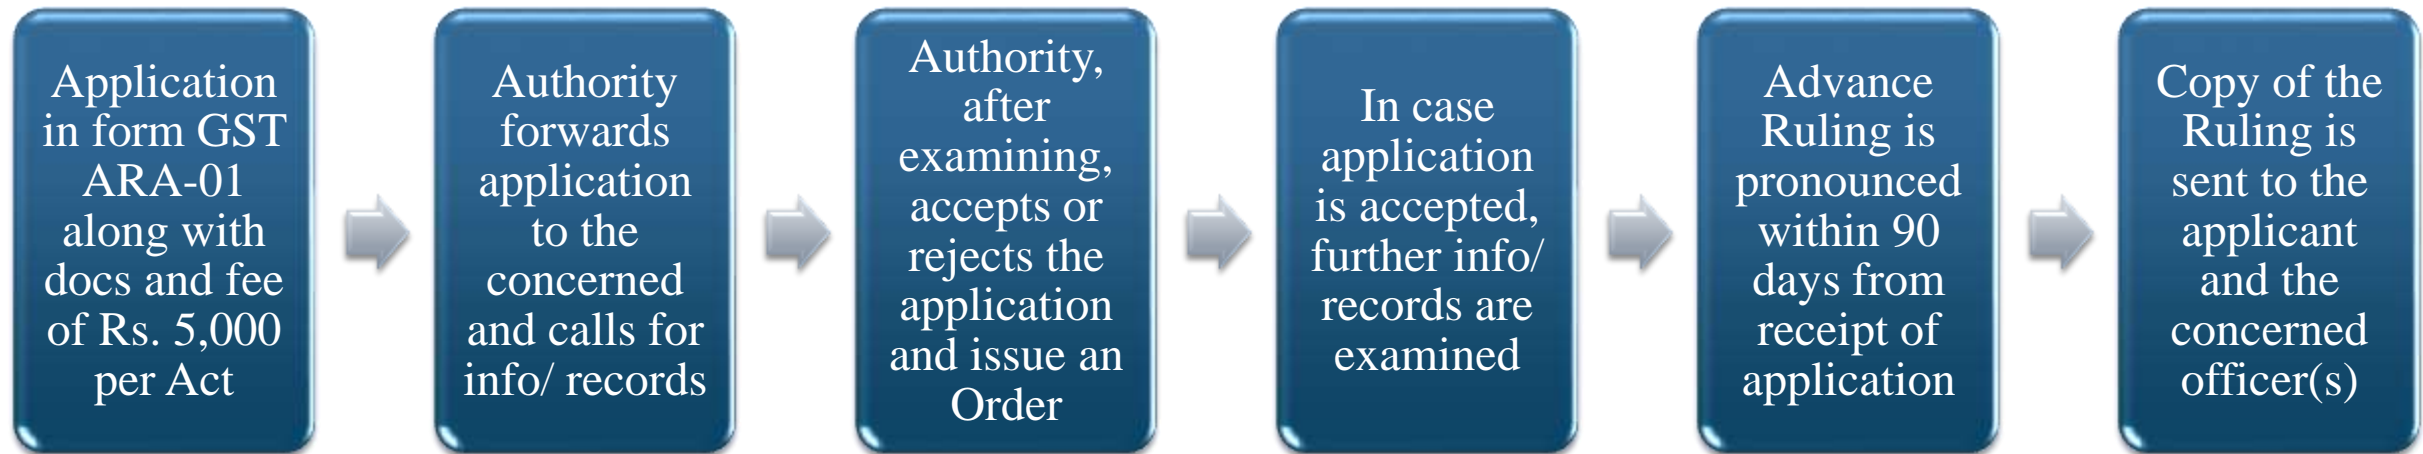 Application
in form GST
ARA-01
along with
docs and fee
of Rs. 5,000
per Act
Authority
forwards
application
to the
concerned
and calls for
info/ records
Authority,
after
examining,
accepts or
rejects the
application
and issue an
Order
In case
application
is accepted,
further info/
records are
examined
Advance
Ruling is
pronounced
within 90
days from
receipt of
application
Copy of the
Ruling is
sent to the
applicant
and the
concerned
officer(s)